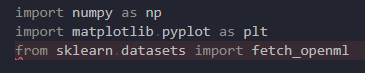 import numpy as np
import matplotlib.pyplot as plt
from sklearn.datasets import fetch_openml